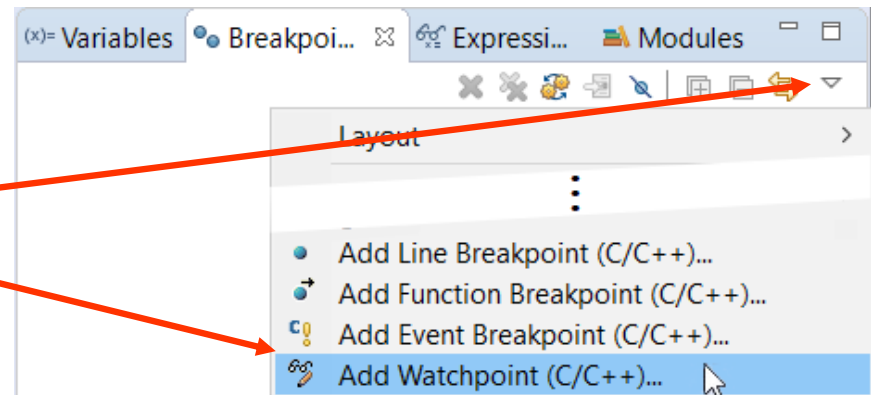 (x)= Variables Breakpoi... Expressi... Modules
Layout
Add Line Breakpoint (C/C++)...
Add Function Breakpoint (C/C++)...
Add Event Breakpoint (C/C++)...
Add Watchpoint (C/C++)...